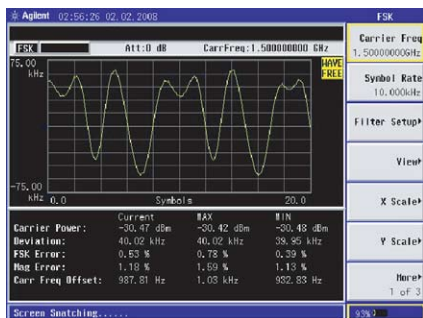 Agilent 02:56:26 02.02.2008 FSK
FSK Att:0 dB CarrFreq:1.500000000 GHz
75.00
kHz
WAVE
FREE
-75.00
kHz 0.0 Symbols 20.0
Current MAX MIN
Carrier Power: -30.47 dBm -30.42 dBm -30.48 dBm
Deviation: 40.02 kHz 40.02 kHz 39.95 kHz
FSK Error: 0.53 % 0.78 % 0.39 %
Mag Error: 1.18 % 1.59 % 1.13 %
Carr Freq Offset: 987.81 Hz 1.03 kHz 932.83 Hz
Screen Snatching......
Carrier Freq
1.50000000GHz
Symbol Rate
10.000kHz
Filter Setup
View
X Scale
Y Scale
More
1 of 3
93%